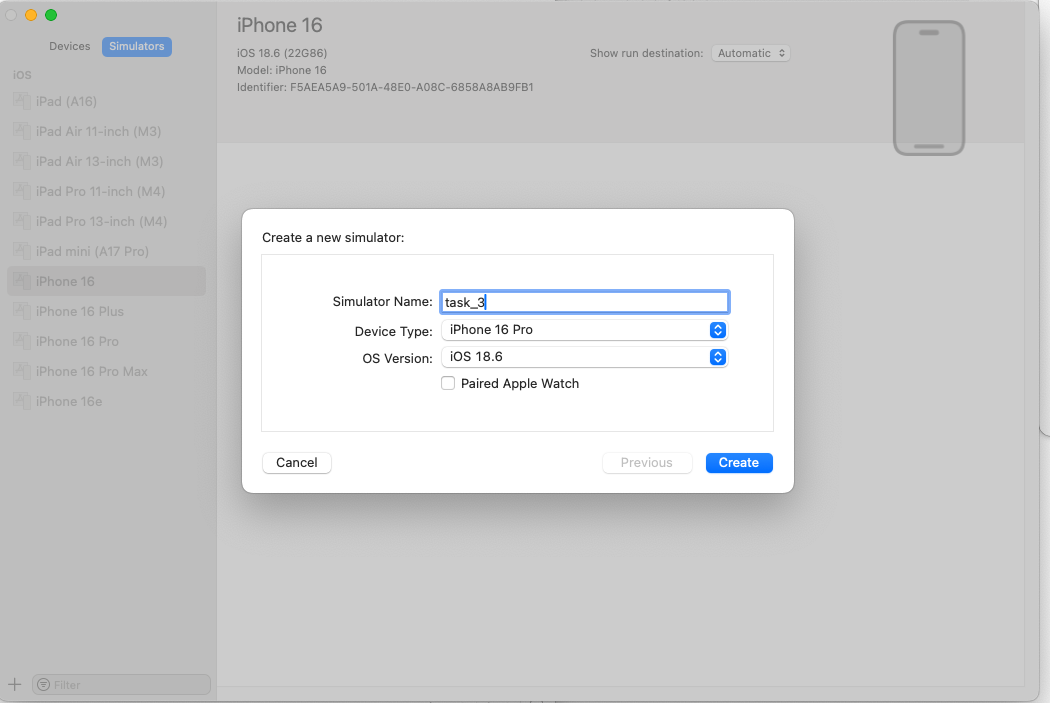 iPhone 16
Devices Simulators
iOS 18.6 (22G86)
Show run destination: Automatic
Model: iPhone 16
Identifier: F5AEA5A9-501A-48E0-A08C-6858A8AB9FB1
iOS
iPad (A16)
iPad Air 11-inch (M3)
iPad Air 13-inch (M3)
iPad Pro 11-inch (M4)
iPad Pro 13-inch (M4)
iPad mini (A17 Pro)
iPhone 16
iPhone 16 Plus
iPhone 16 Pro
iPhone 16 Pro Max
iPhone 16e
Filter
Create a new simulator:
Simulator Name: task_3
Device Type: iPhone 16 Pro
OS Version: iOS 18.6
Paired Apple Watch
Cancel Previous Create